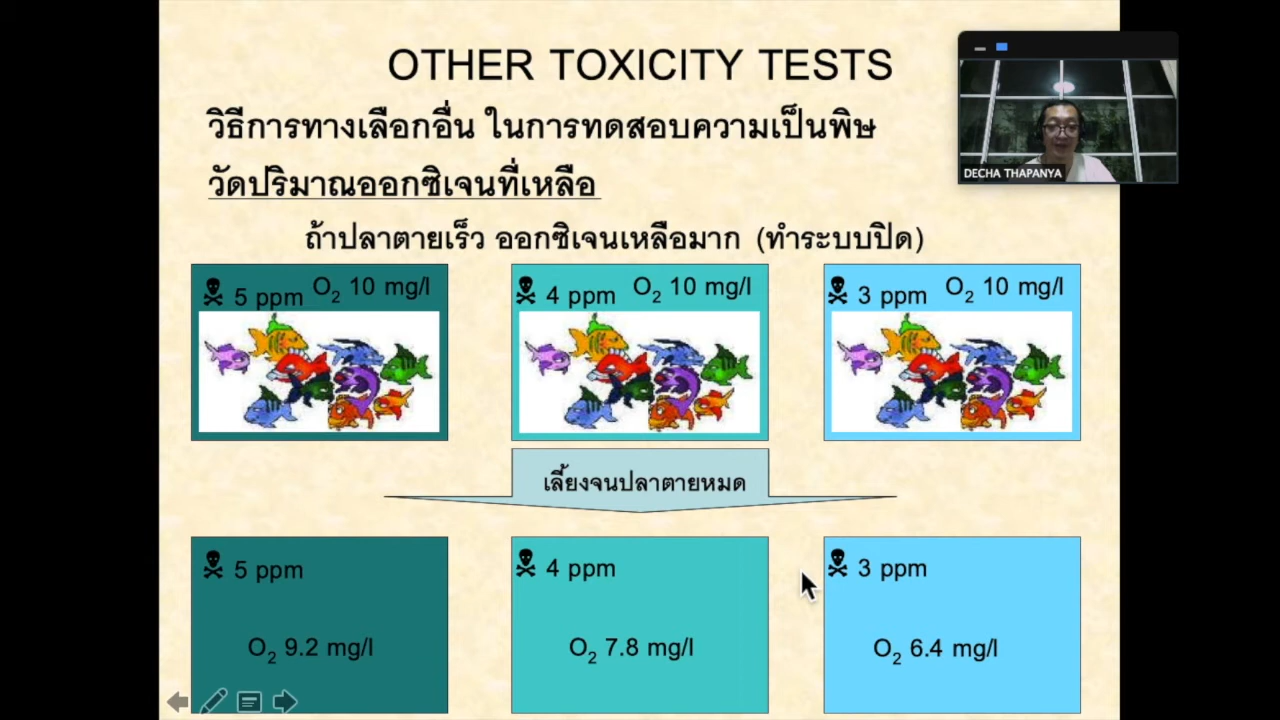 OTHER TOXICITY TESTS
วิธีการทางเลือกอื่น ในการทดสอบความเป็นพิษ
วัดปริมาณออกซิเจนที่เหลือ
ถ้าปลาตายเร็ว ออกซิเจนเหลือมาก (ทำระบบปิด)
DECHA THAPANYA
5 ppm O₂ 10 mg/l
4 ppm O₂ 10 mg/l
3 ppm O₂ 10 mg/l
เลี้ยงจนปลาตายหมด
5 ppm
O₂ 9.2 mg/l
4 ppm
O₂ 7.8 mg/l
3 ppm
O₂ 6.4 mg/l